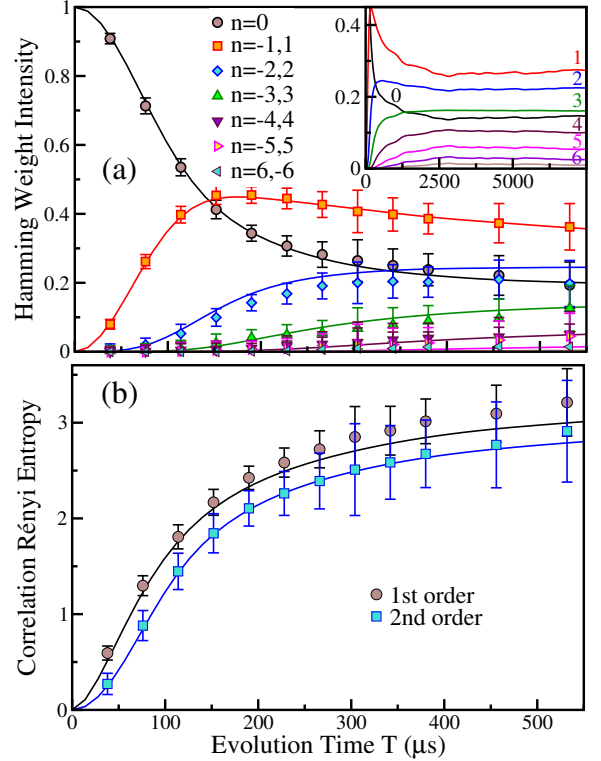 1
0.8
0.6
0.4
0.2
0
Hamming Weight Intensity
(a)
n=0
n=-1,1
n=-2,2
n=-3,3
n=-4,4
n=-5,5
n=6,-6
0.4
0.2
0
0
2500
5000
1
2
0
3
4
5
6
(b)
3
2
1
0
Correlation Rényi Entropy
1st order
2nd order
0
100
200
300
400
500
Evolution Time T (μs)